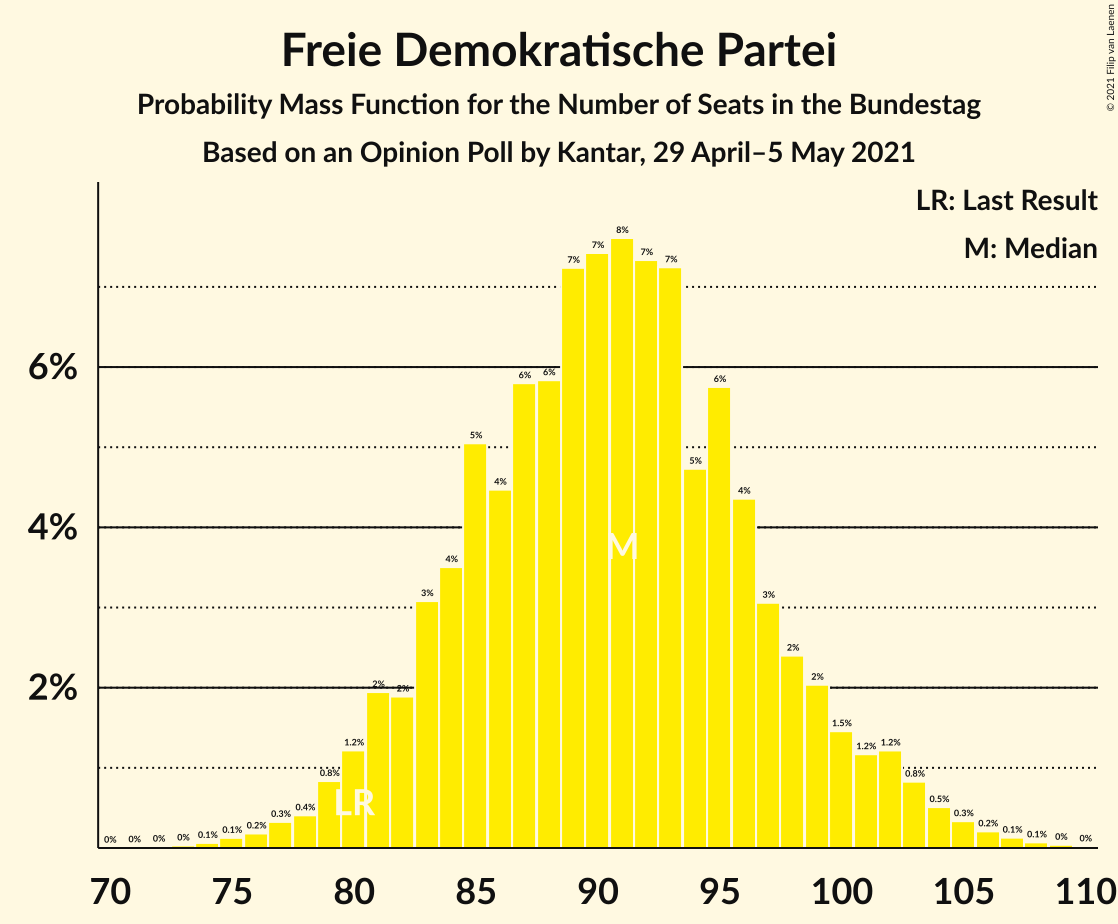 Freie Demokratische Partei
Probability Mass Function for the Number of Seats in the Bundestag
Based on an Opinion Poll by Kantar, 29 April–5 May 2021
© 2021 Filip van Laenen
LR: Last Result
M: Median
6%
4%
2%
0% 0% 0% 0% 0.1% 0.1% 0.2% 0.3% 0.4% 0.8% 1.2% 2% 2% 3% 4% 5% 4% 6% 6% 7% 7% 8% 7% 7% 5% 6% 4% 3% 2% 2% 1.5% 1.2% 1.2% 0.8% 0.5% 0.3% 0.2% 0.1% 0.1% 0% 0%
M
LR
70 75 80 85 90 95 100 105 110